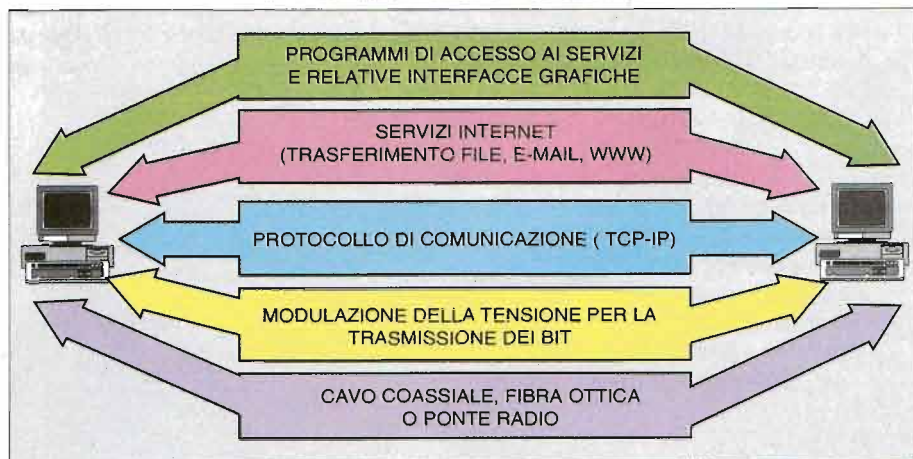 PROGRAMMI DI ACCESSO AI SERVIZI
E RELATIVE INTERFACCE GRAFICHE
SERVIZI INTERNET
(TRASFERIMENTO FILE, E-MAIL, WWW)
PROTOCOLLO DI COMUNICAZIONE ( TCP-IP)
MODULAZIONE DELLA TENSIONE PER LA
TRASMISSIONE DEI BIT
CAVO COASSIALE, FIBRA OTTICA
O PONTE RADIO